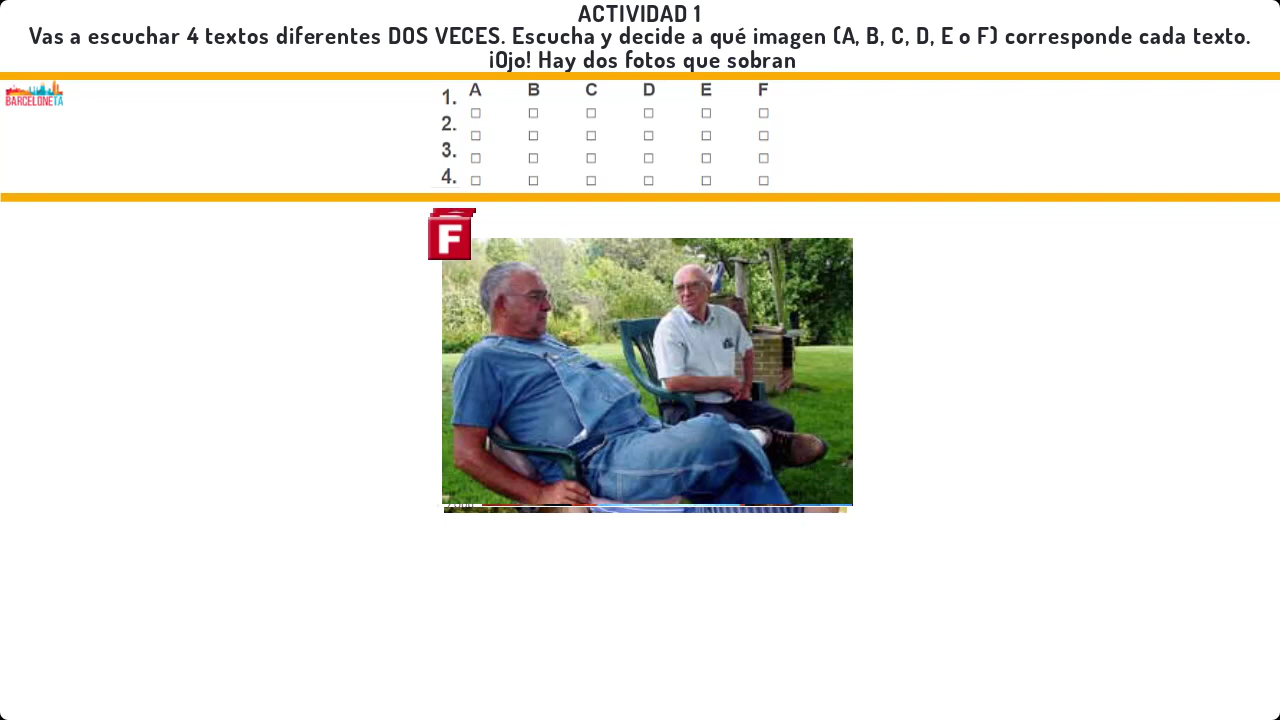 ACTIVIDAD 1
Vas a escuchar 4 textos diferentes DOS VECES. Escucha y decide a qué imagen (A, B, C, D, E o F) corresponde cada texto.
¡Ojo! Hay dos fotos que sobran
BARCELONETA
A B C D E F
1.
2.
3.
4.
F